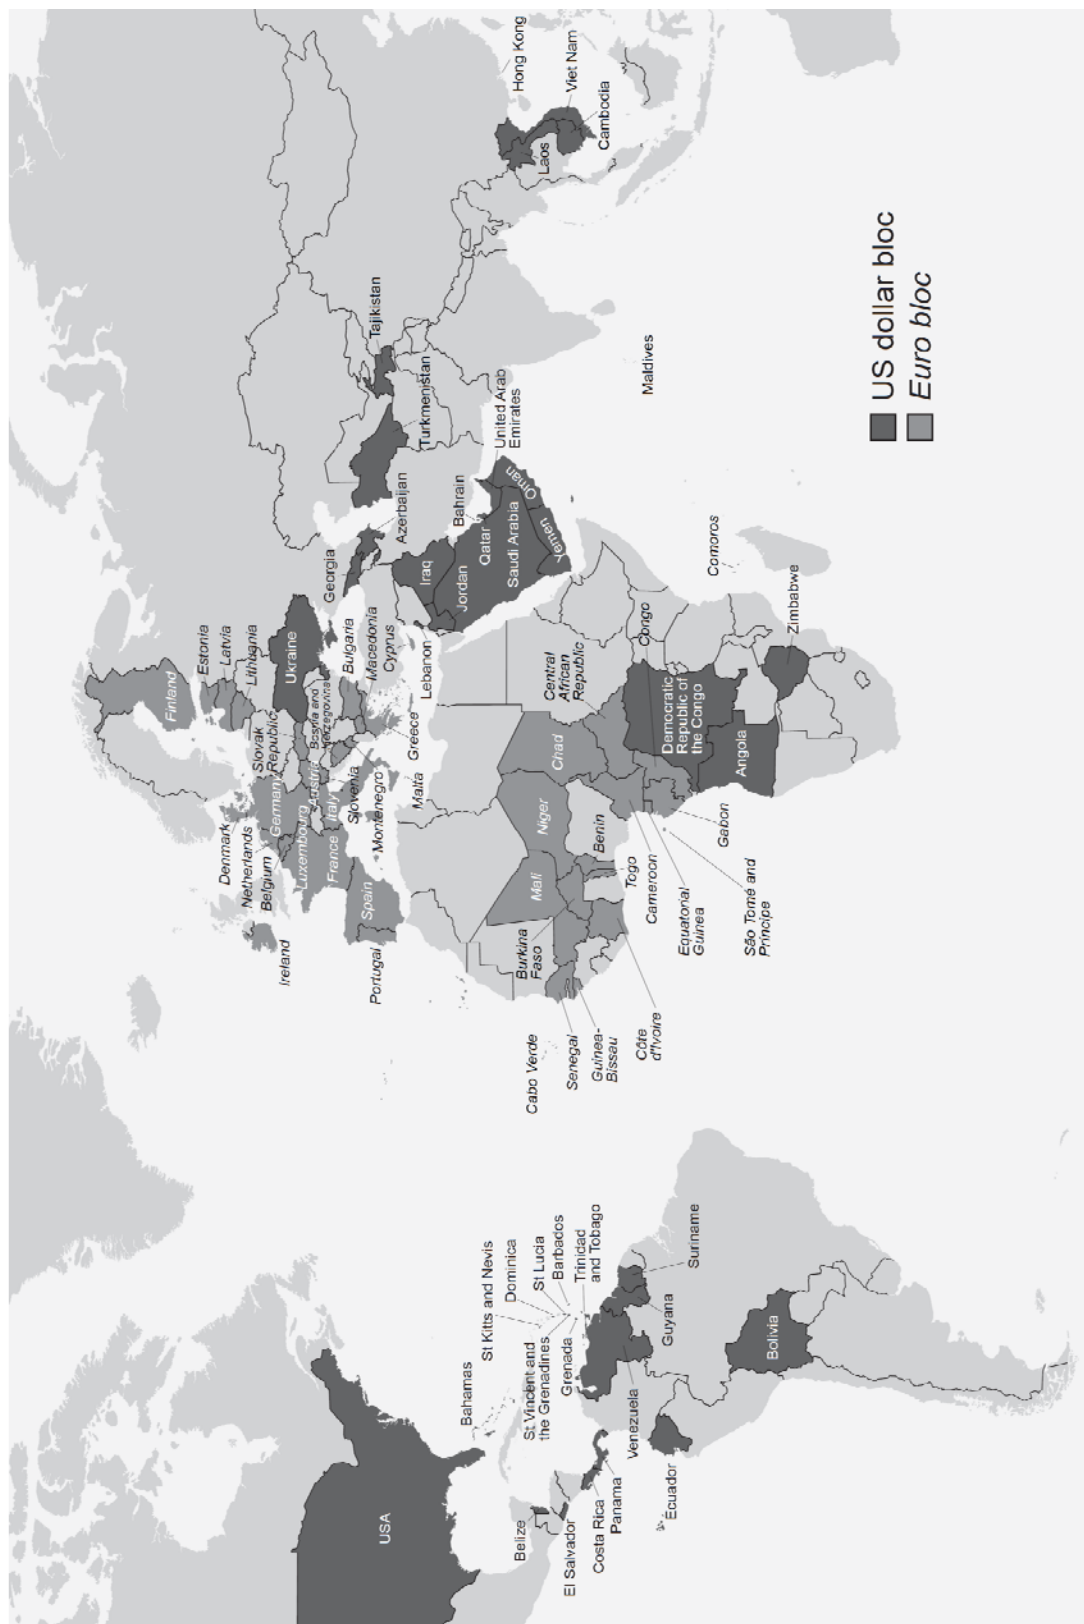 USA
Bahamas
St Kitts and Nevis
Dominica
St Lucia
Barbados
Trinidad
and Tobago
St Vincent and
the Grenadines
Grenada
Belize
El Salvador
Costa Rica
Panama
Venezuela
Guyana
Suriname
Ecuador
Bolivia
Finland
Estonia
Latvia
Lithuania
Denmark
Netherlands
Belgium
Ireland
Germany
Luxembourg
France
Slovak
Republic
Austria
Italy
Ukraine
Bosnia and
Herzegovina
Slovenia
Montenegro
Bulgaria
Macedonia
Cyprus
Greece
Malta
Spain
Portugal
Georgia
Azerbaijan
Turkmenistan
Tajikistan
Lebanon
Iraq
Jordan
Bahrain
Qatar
Saudi Arabia
United Arab
Emirates
Oman
Yemen
Hong Kong
Viet Nam
Laos
Cambodia
Maldives
Cabo Verde
Senegal
Guinea-
Bissau
Côte
d'Ivoire
Burkina
Faso
Mali
Niger
Chad
Benin
Togo
Cameroon
Equatorial
Guinea
São Tomé and
Príncipe
Gabon
Central
African
Republic
Congo
Democratic
Republic of
the Congo
Angola
Zimbabwe
Comoros
US dollar bloc
Euro bloc